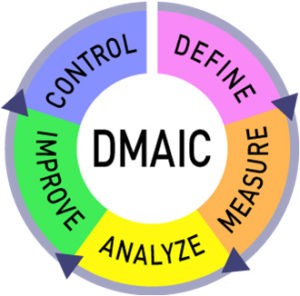 DEFINE
MEASURE
ANALYZE
IMPROVE
CONTROL
DMAIC